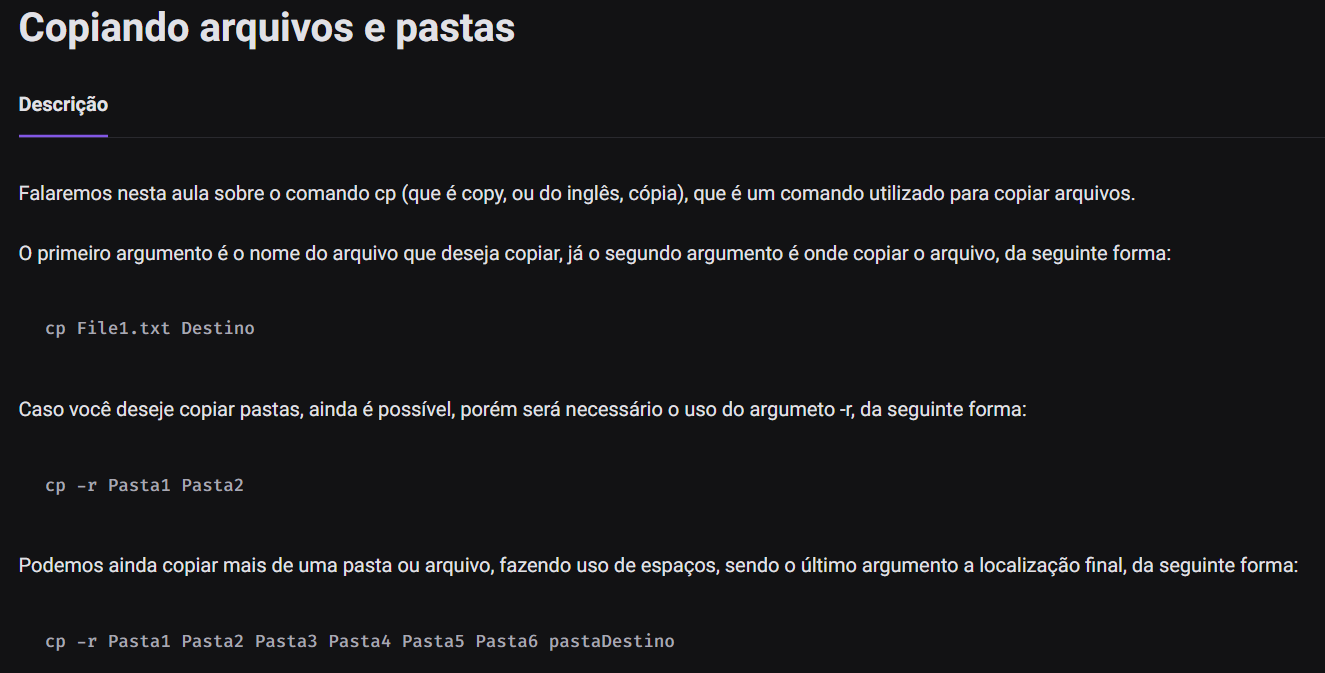 Copiando arquivos e pastas
Descrição
Falaremos nesta aula sobre o comando cp (que é copy, ou do inglês, cópia), que é um comando utilizado para copiar arquivos.
O primeiro argumento é o nome do arquivo que deseja copiar, já o segundo argumento é onde copiar o arquivo, da seguinte forma:
cp File1.txt Destino
Caso você deseje copiar pastas, ainda é possível, porém será necessário o uso do argumeto -r, da seguinte forma:
cp -r Pasta1 Pasta2
Podemos ainda copiar mais de uma pasta ou arquivo, fazendo uso de espaços, sendo o último argumento a localização final, da seguinte forma:
cp -r Pasta1 Pasta2 Pasta3 Pasta4 Pasta5 Pasta6 pastaDestino